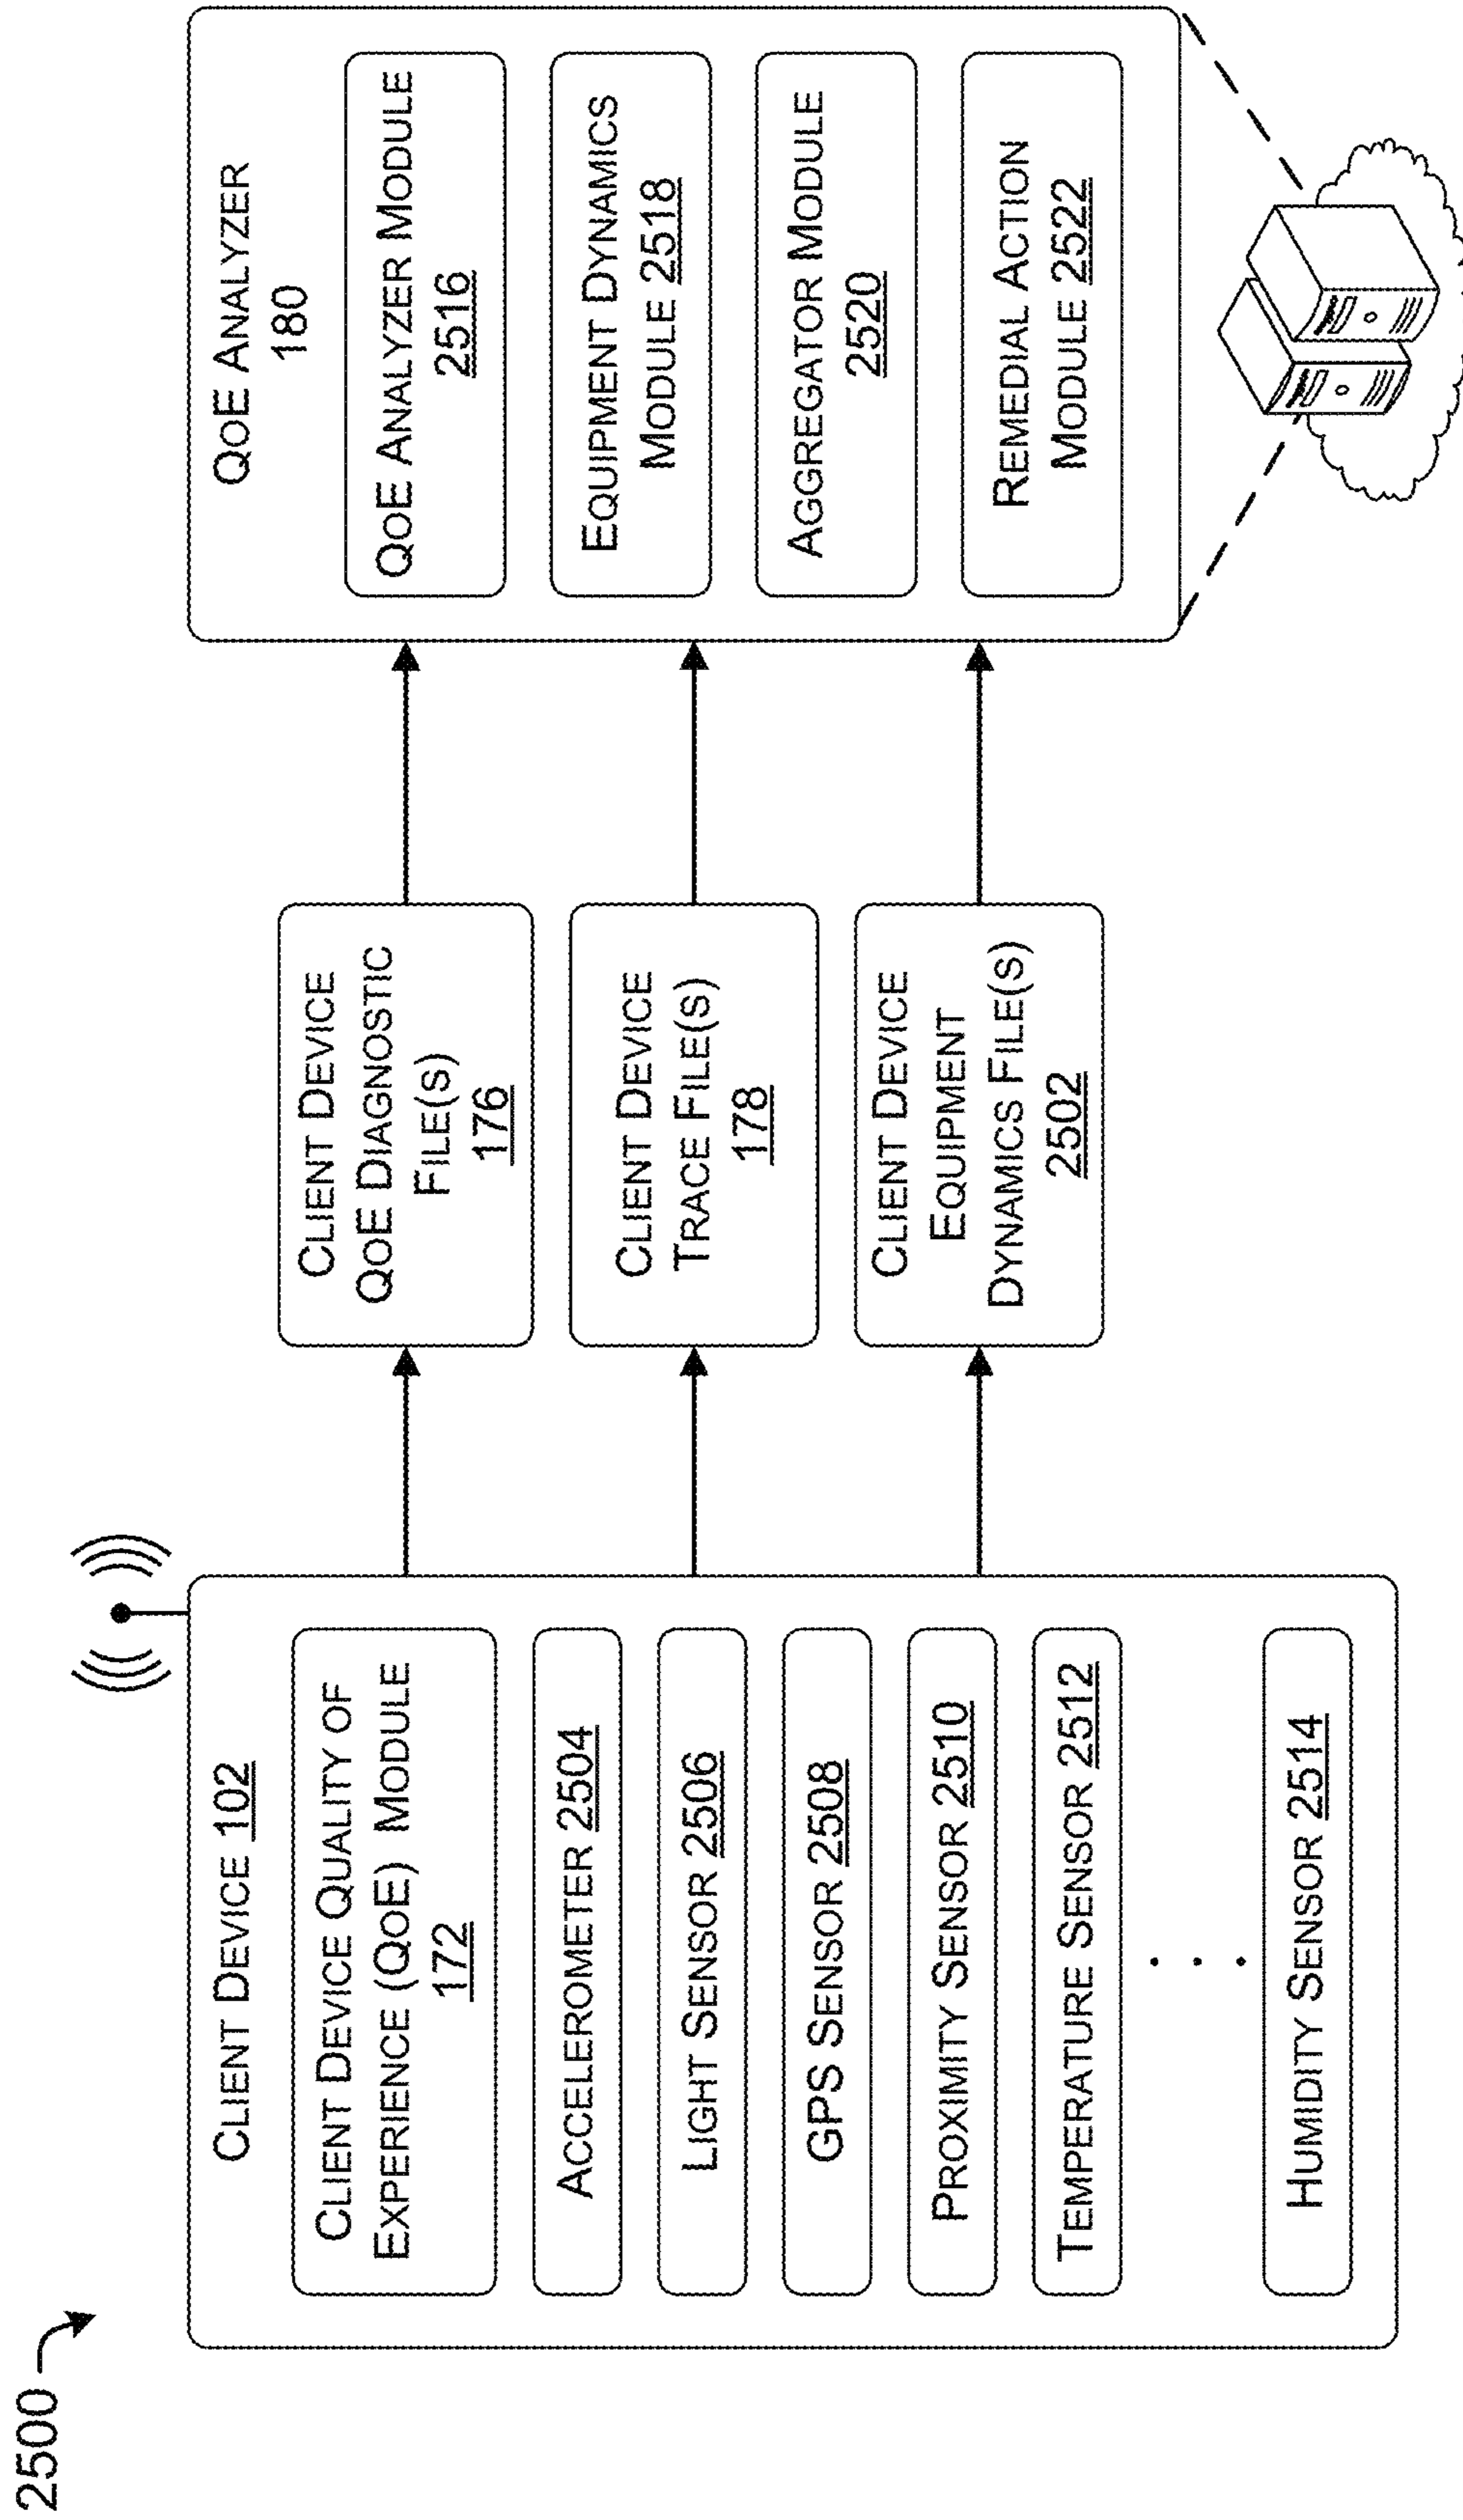 2500
CLIENT DEVICE 102
CLIENT DEVICE QUALITY OF
EXPERIENCE (QOE) MODULE
172
ACCELEROMETER 2504
LIGHT SENSOR 2506
GPS SENSOR 2508
PROXIMITY SENSOR 2510
TEMPERATURE SENSOR 2512
HUMIDITY SENSOR 2514
CLIENT DEVICE
QOE DIAGNOSTIC
FILE(S)
176
CLIENT DEVICE
TRACE FILE(S)
178
CLIENT DEVICE
EQUIPMENT
DYNAMICS FILE(S)
2502
QOE ANALYZER
180
QOE ANALYZER MODULE
2516
EQUIPMENT DYNAMICS
MODULE 2518
AGGREGATOR MODULE
2520
REMEDIAL ACTION
MODULE 2522